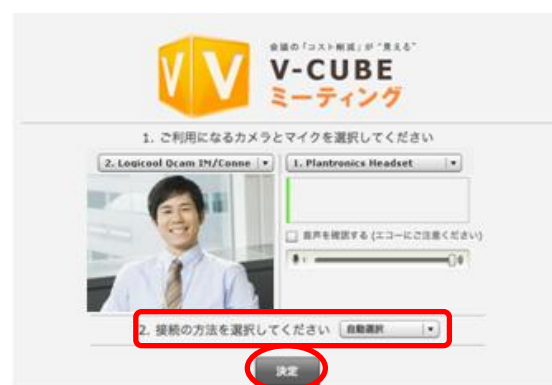 会議の「コスト削減」が“見える”
V-CUBE
ミーティング
1. ご利用になるカメラとマイクを選択してください
2. Logicool Qcam IM/Conne
1. Plantronics Headset
音声を確認する (エコーにご注意ください)
2. 接続の方法を選択してください 自動選択
決定